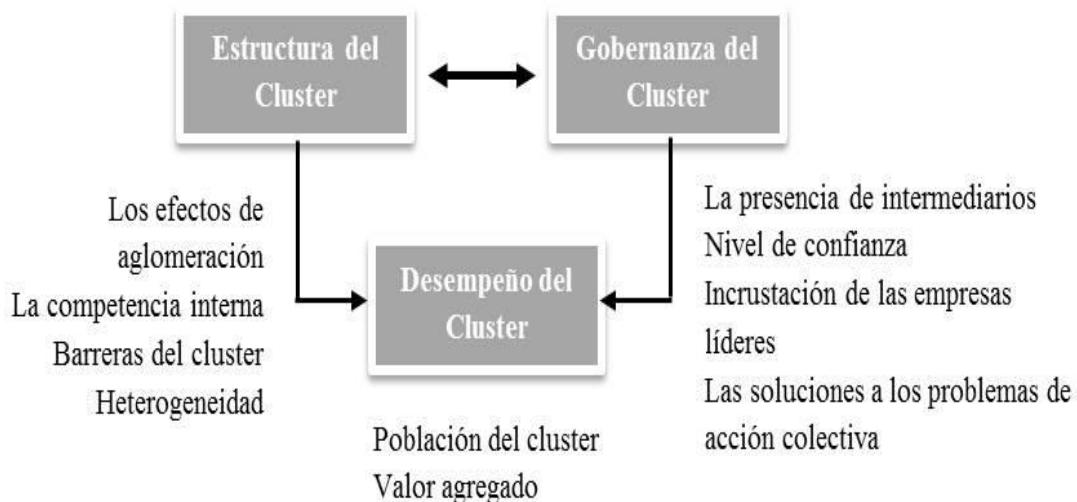 Estructura del
Cluster
Gobernanza del
Cluster
Los efectos de
aglomeración
La competencia interna
Barreras del cluster
Heterogeneidad
Desempeño del
Cluster
La presencia de intermediarios
Nivel de confianza
Incrustación de las empresas
líderes
Las soluciones a los problemas de
acción colectiva
Población del cluster
Valor agregado